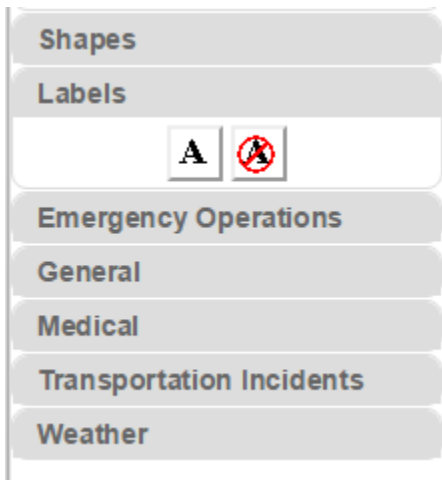 Shapes
Labels
A A
Emergency Operations
General
Medical
Transportation Incidents
Weather